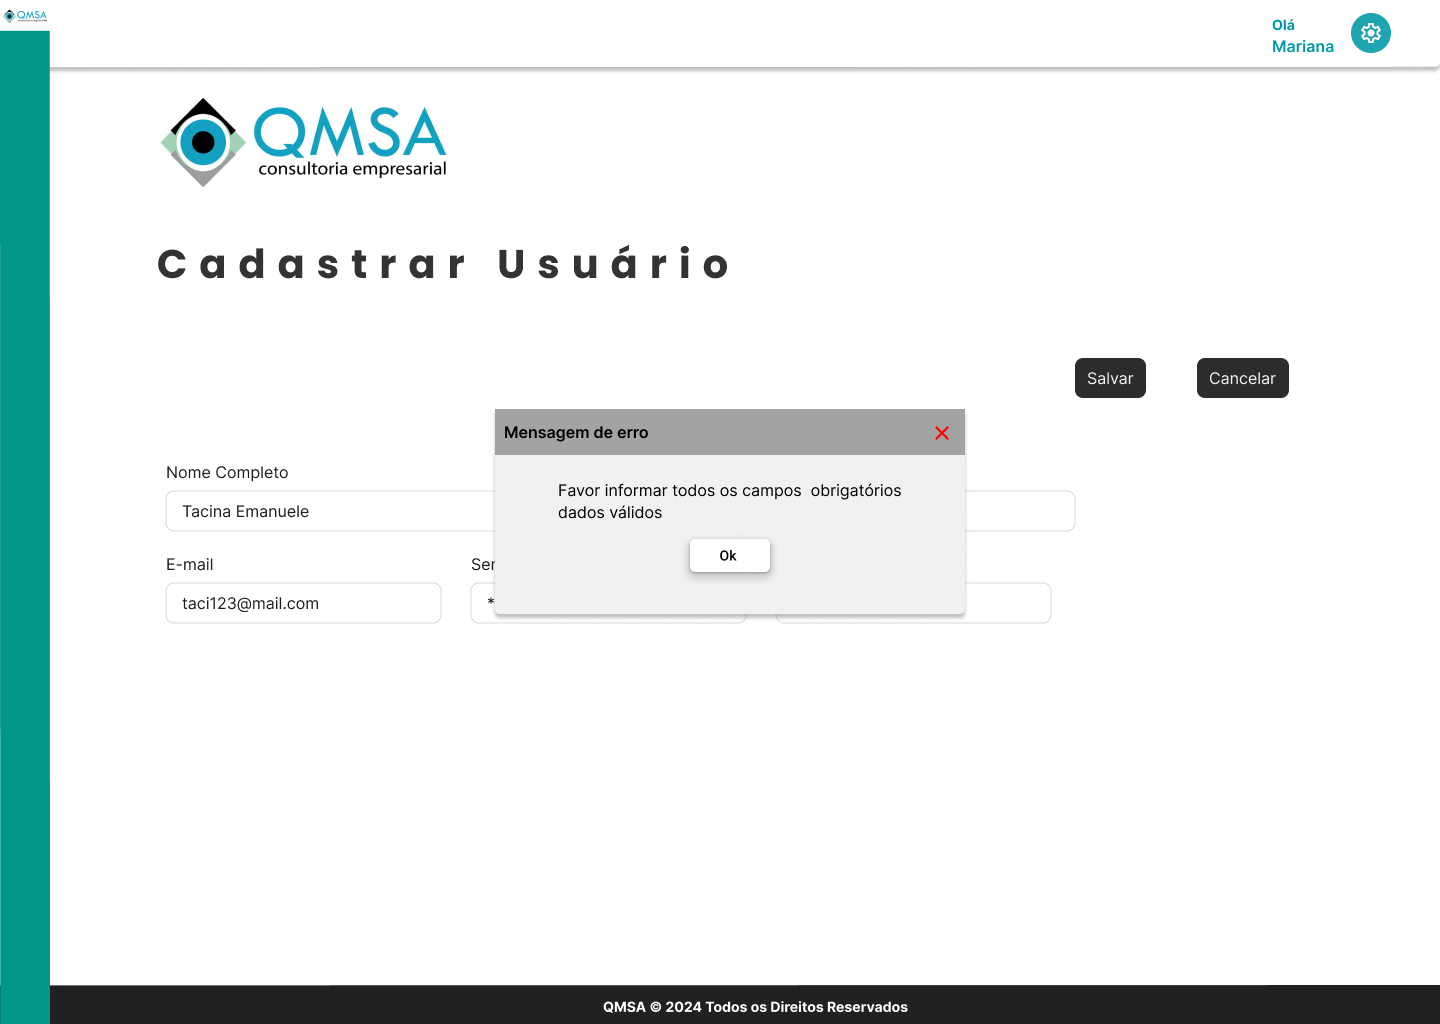 QMSA
Olá
Mariana
QMSA
consultoria empresarial
Cadastrar Usuário
Salvar
Cancelar
Mensagem de erro
Nome Completo
Favor informar todos os campos  obrigatórios
dados válidos
Tacina Emanuele
Ok
E-mail
taci123@mail.com
*
QMSA © 2024 Todos os Direitos Reservados